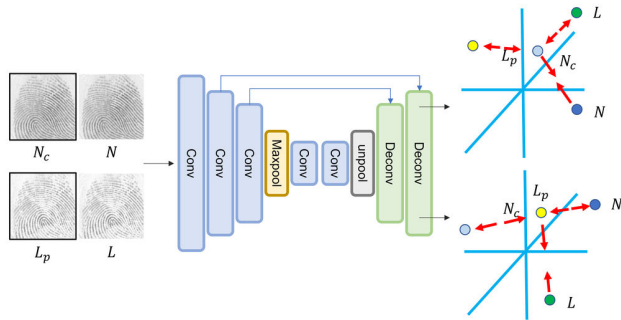 N_c N
L_p L
Conv
Conv
Conv
Maxpool
Conv
Conv
unpool
Deconv
Deconv
L
L_p
N_c
N
L_p
N_c
N
L